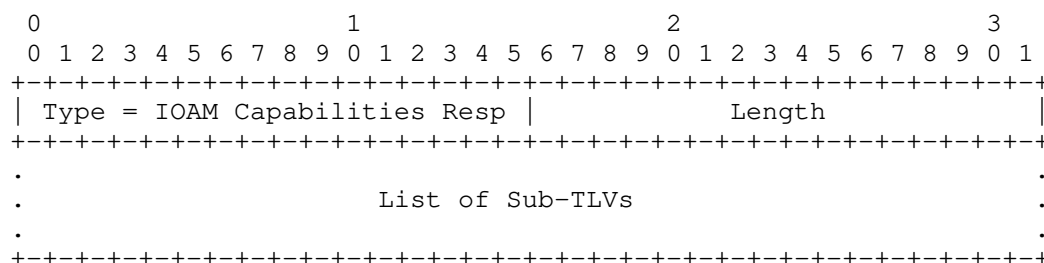 0                   1                   2                   3
 0 1 2 3 4 5 6 7 8 9 0 1 2 3 4 5 6 7 8 9 0 1 2 3 4 5 6 7 8 9 0 1
+-+-+-+-+-+-+-+-+-+-+-+-+-+-+-+-+-+-+-+-+-+-+-+-+-+-+-+-+-+-+-+-+
| Type = IOAM Capabilities Resp |            Length             |
+-+-+-+-+-+-+-+-+-+-+-+-+-+-+-+-+-+-+-+-+-+-+-+-+-+-+-+-+-+-+-+-+
.                                                               .
.                      List of Sub-TLVs                         .
.                                                               .
+-+-+-+-+-+-+-+-+-+-+-+-+-+-+-+-+-+-+-+-+-+-+-+-+-+-+-+-+-+-+-+-+